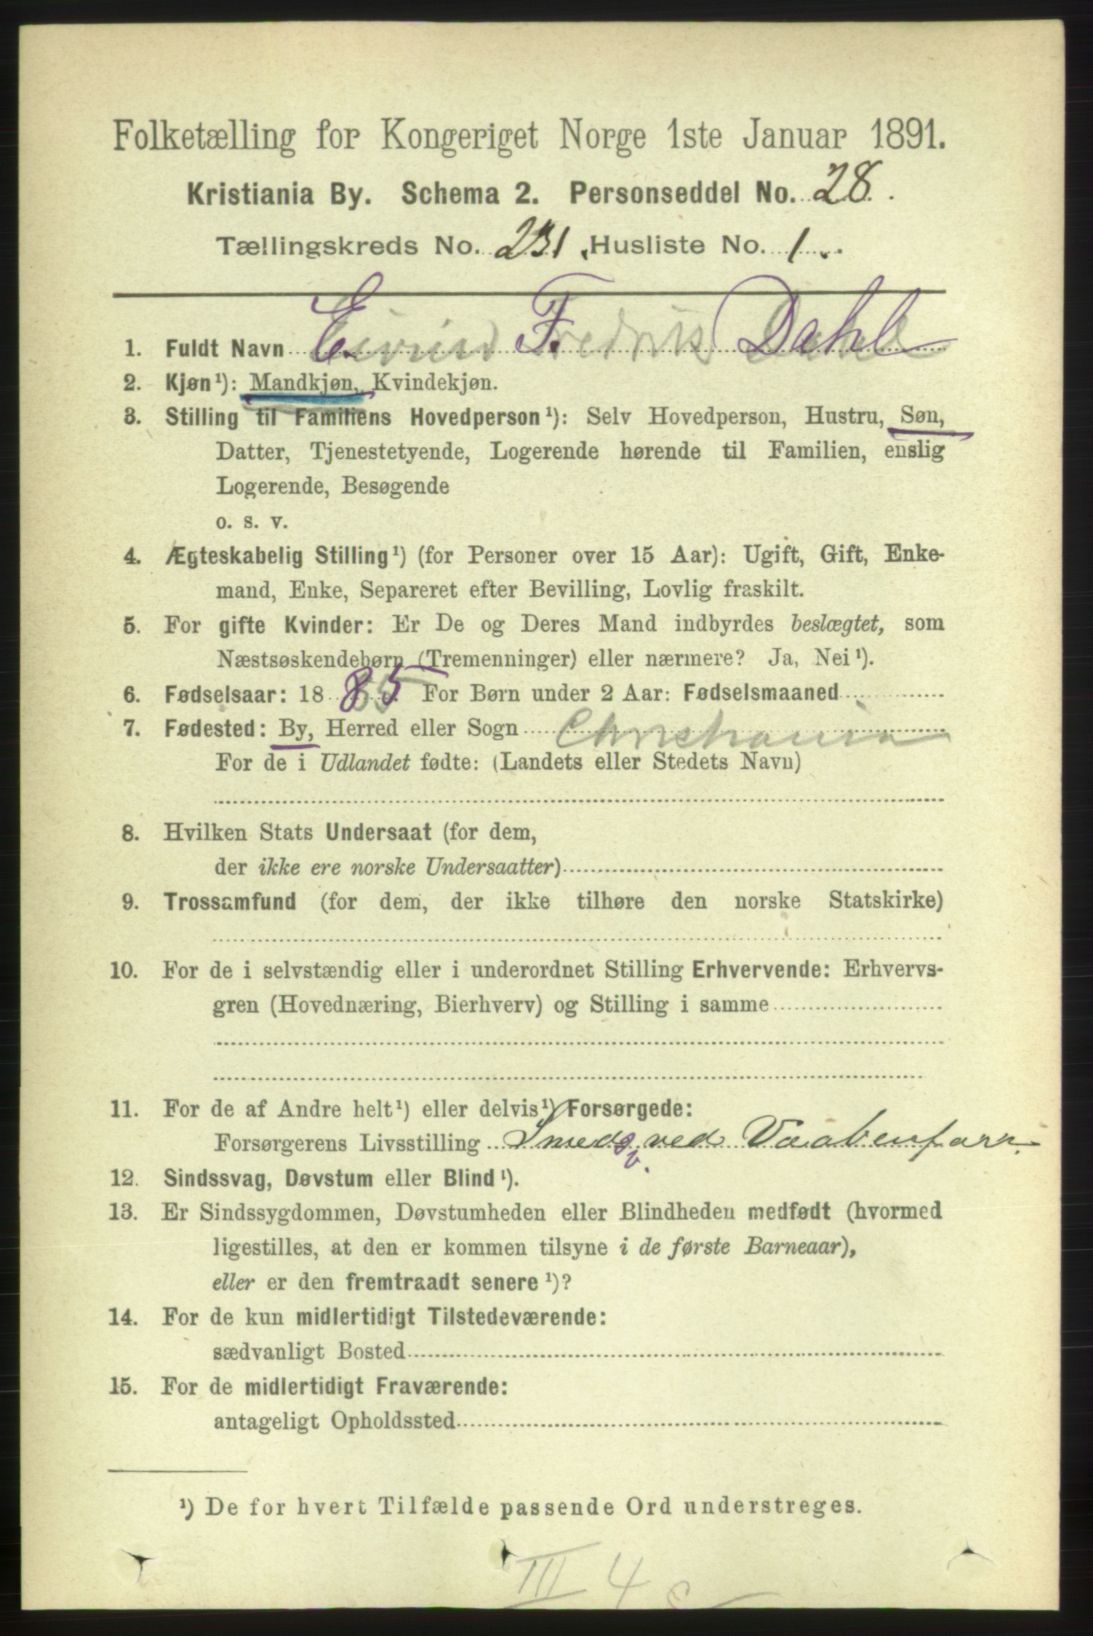 Folketælling for Kongeriget Norge 1ste Januar 1891.
Kristiania By. Schema 2. Personseddel No. 28.
Tællingskreds No. 231. Husliste No. 1.
1. Fuldt Navn Eivind Fredrik Dahl
2. Kjøn¹): Mandkjøn, Kvindekjøn.
3. Stilling til Familiens Hovedperson¹): Selv Hovedperson, Hustru, Søn,
Datter, Tjenestetyende, Logerende hørende til Familien, enslig
Logerende, Besøgende
o. s. v.
4. Ægteskabelig Stilling¹) (for Personer over 15 Aar): Ugift, Gift, Enke-
mand, Enke, Separeret efter Bevilling, Lovlig fraskilt.
5. For gifte Kvinder: Er De og Deres Mand indbyrdes beslægtet, som
Næstsøskendebørn (Tremenninger) eller nærmere? Ja, Nei¹).
6. Fødselsaar: 1885 For Børn under 2 Aar: Fødselsmaaned
7. Fødested: By, Herred eller Sogn Christiania
For de i Udlandet fødte: (Landets eller Stedets Navn)
8. Hvilken Stats Undersaat (for dem,
der ikke ere norske Undersaatter)
9. Trossamfund (for dem, der ikke tilhøre den norske Statskirke)
10. For de i selvstændig eller i underordnet Stilling Erhvervende: Erhvervs-
gren (Hovednæring, Bierhverv) og Stilling i samme
11. For de af Andre helt¹) eller delvis¹) Forsørgede:
Forsørgerens Livsstilling Smeds v. ved Vaabenfarr.
12. Sindssvag, Døvstum eller Blind¹).
13. Er Sindssygdommen, Døvstumheden eller Blindheden medfødt (hvormed
ligestilles, at den er kommen tilsyne i de første Barneaar),
eller er den fremtraadt senere¹)?
14. For de kun midlertidigt Tilstedeværende:
sædvanligt Bosted
15. For de midlertidigt Fraværende:
antageligt Opholdssted
¹) De for hvert Tilfælde passende Ord understreges.
III 4